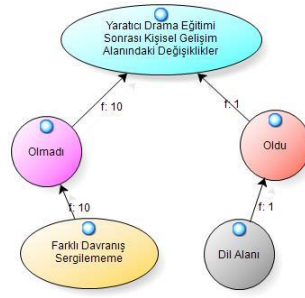 Yaratıcı Drama Eğitimi
Sonrası Kişisel Gelişim
Alanındaki Değişiklikler
f: 10
f: 1
Olmadı
Oldu
f: 10
f: 1
Farklı Davranış
Sergilememe
Dil Alanı